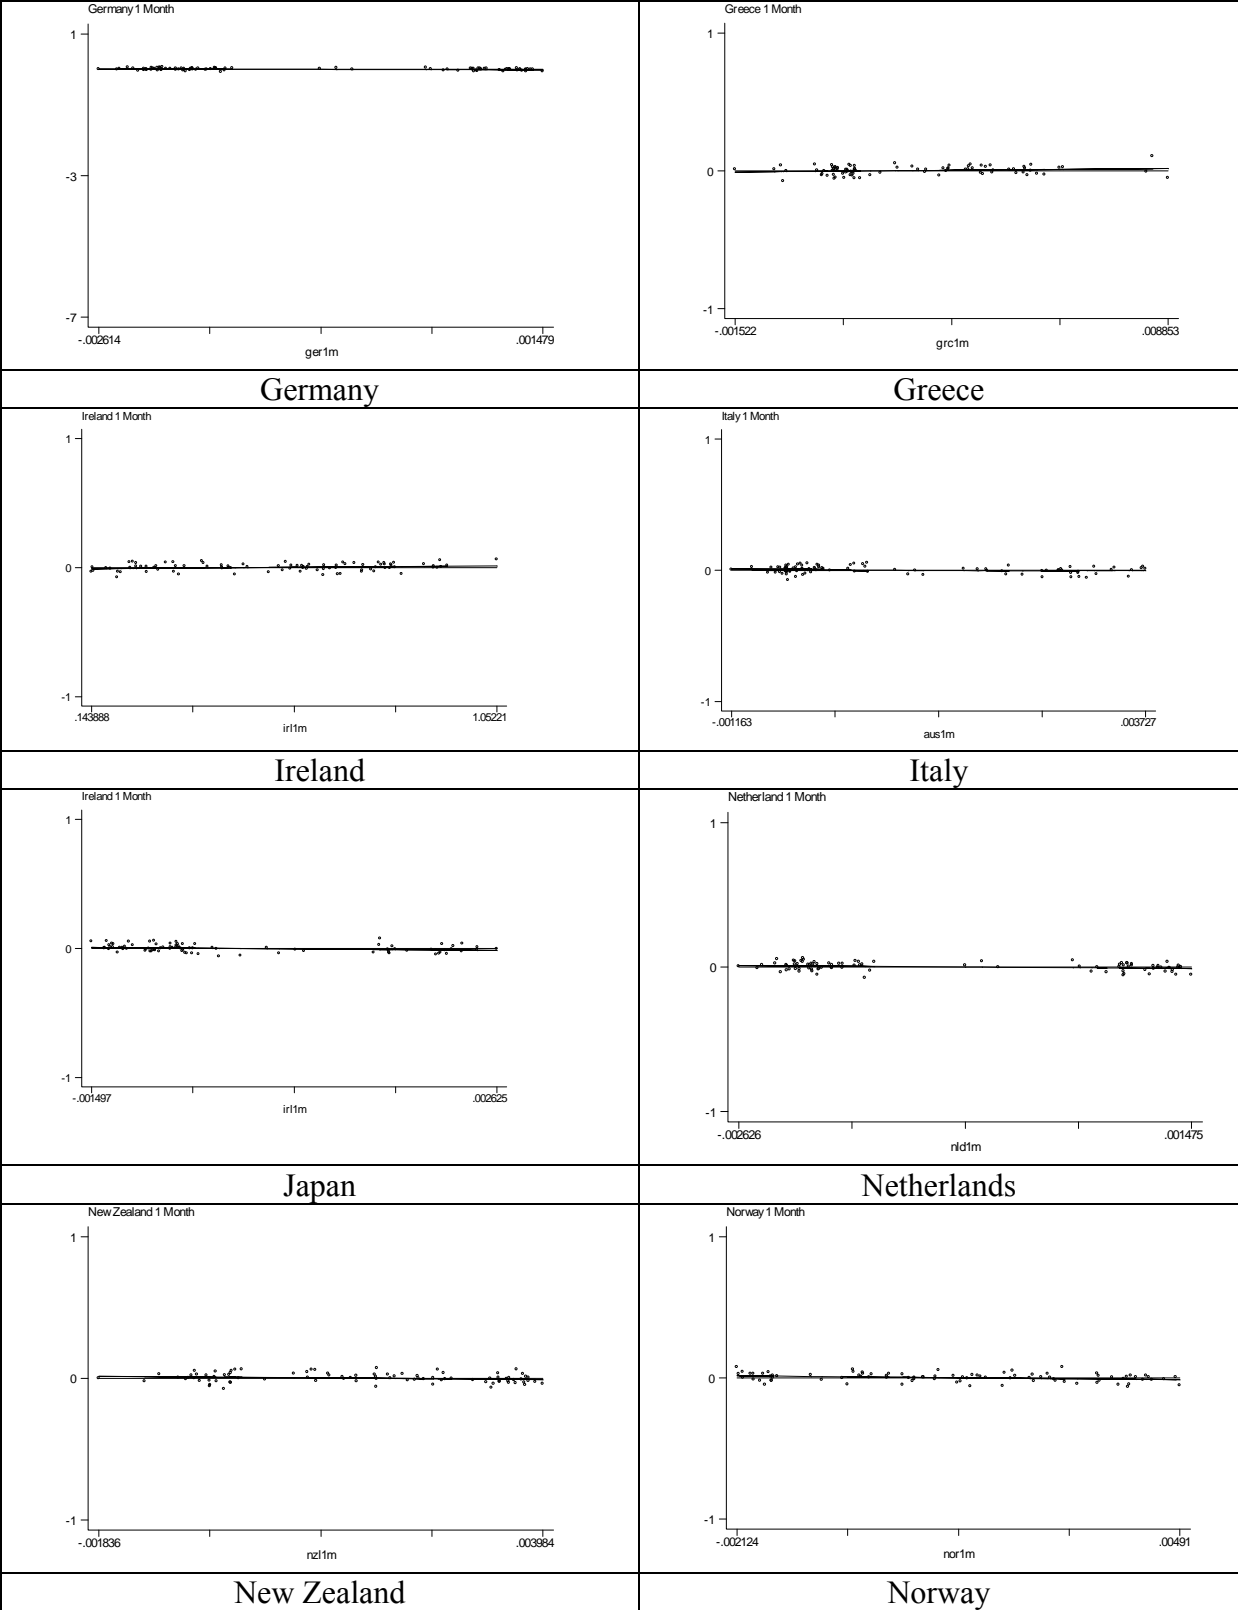 Germany 1 Month
1
-3
-7
-.002614
.001479
ger1m
Germany
Greece 1 Month
1
0
-1
-.001522
.008853
grc1m
Greece
Ireland 1 Month
1
0
-1
.143888
1.05221
irl1m
Ireland
Italy 1 Month
1
0
-1
-.001163
.003727
aus1m
Italy
Ireland 1 Month
1
0
-1
-.001497
.002625
irl1m
Japan
Netherland 1 Month
1
0
-1
-.002626
.001475
nld1m
Netherlands
New Zealand 1 Month
1
0
-1
-.001836
.003984
nzl1m
New Zealand
Norway 1 Month
1
0
-1
-.002124
.00491
nor1m
Norway